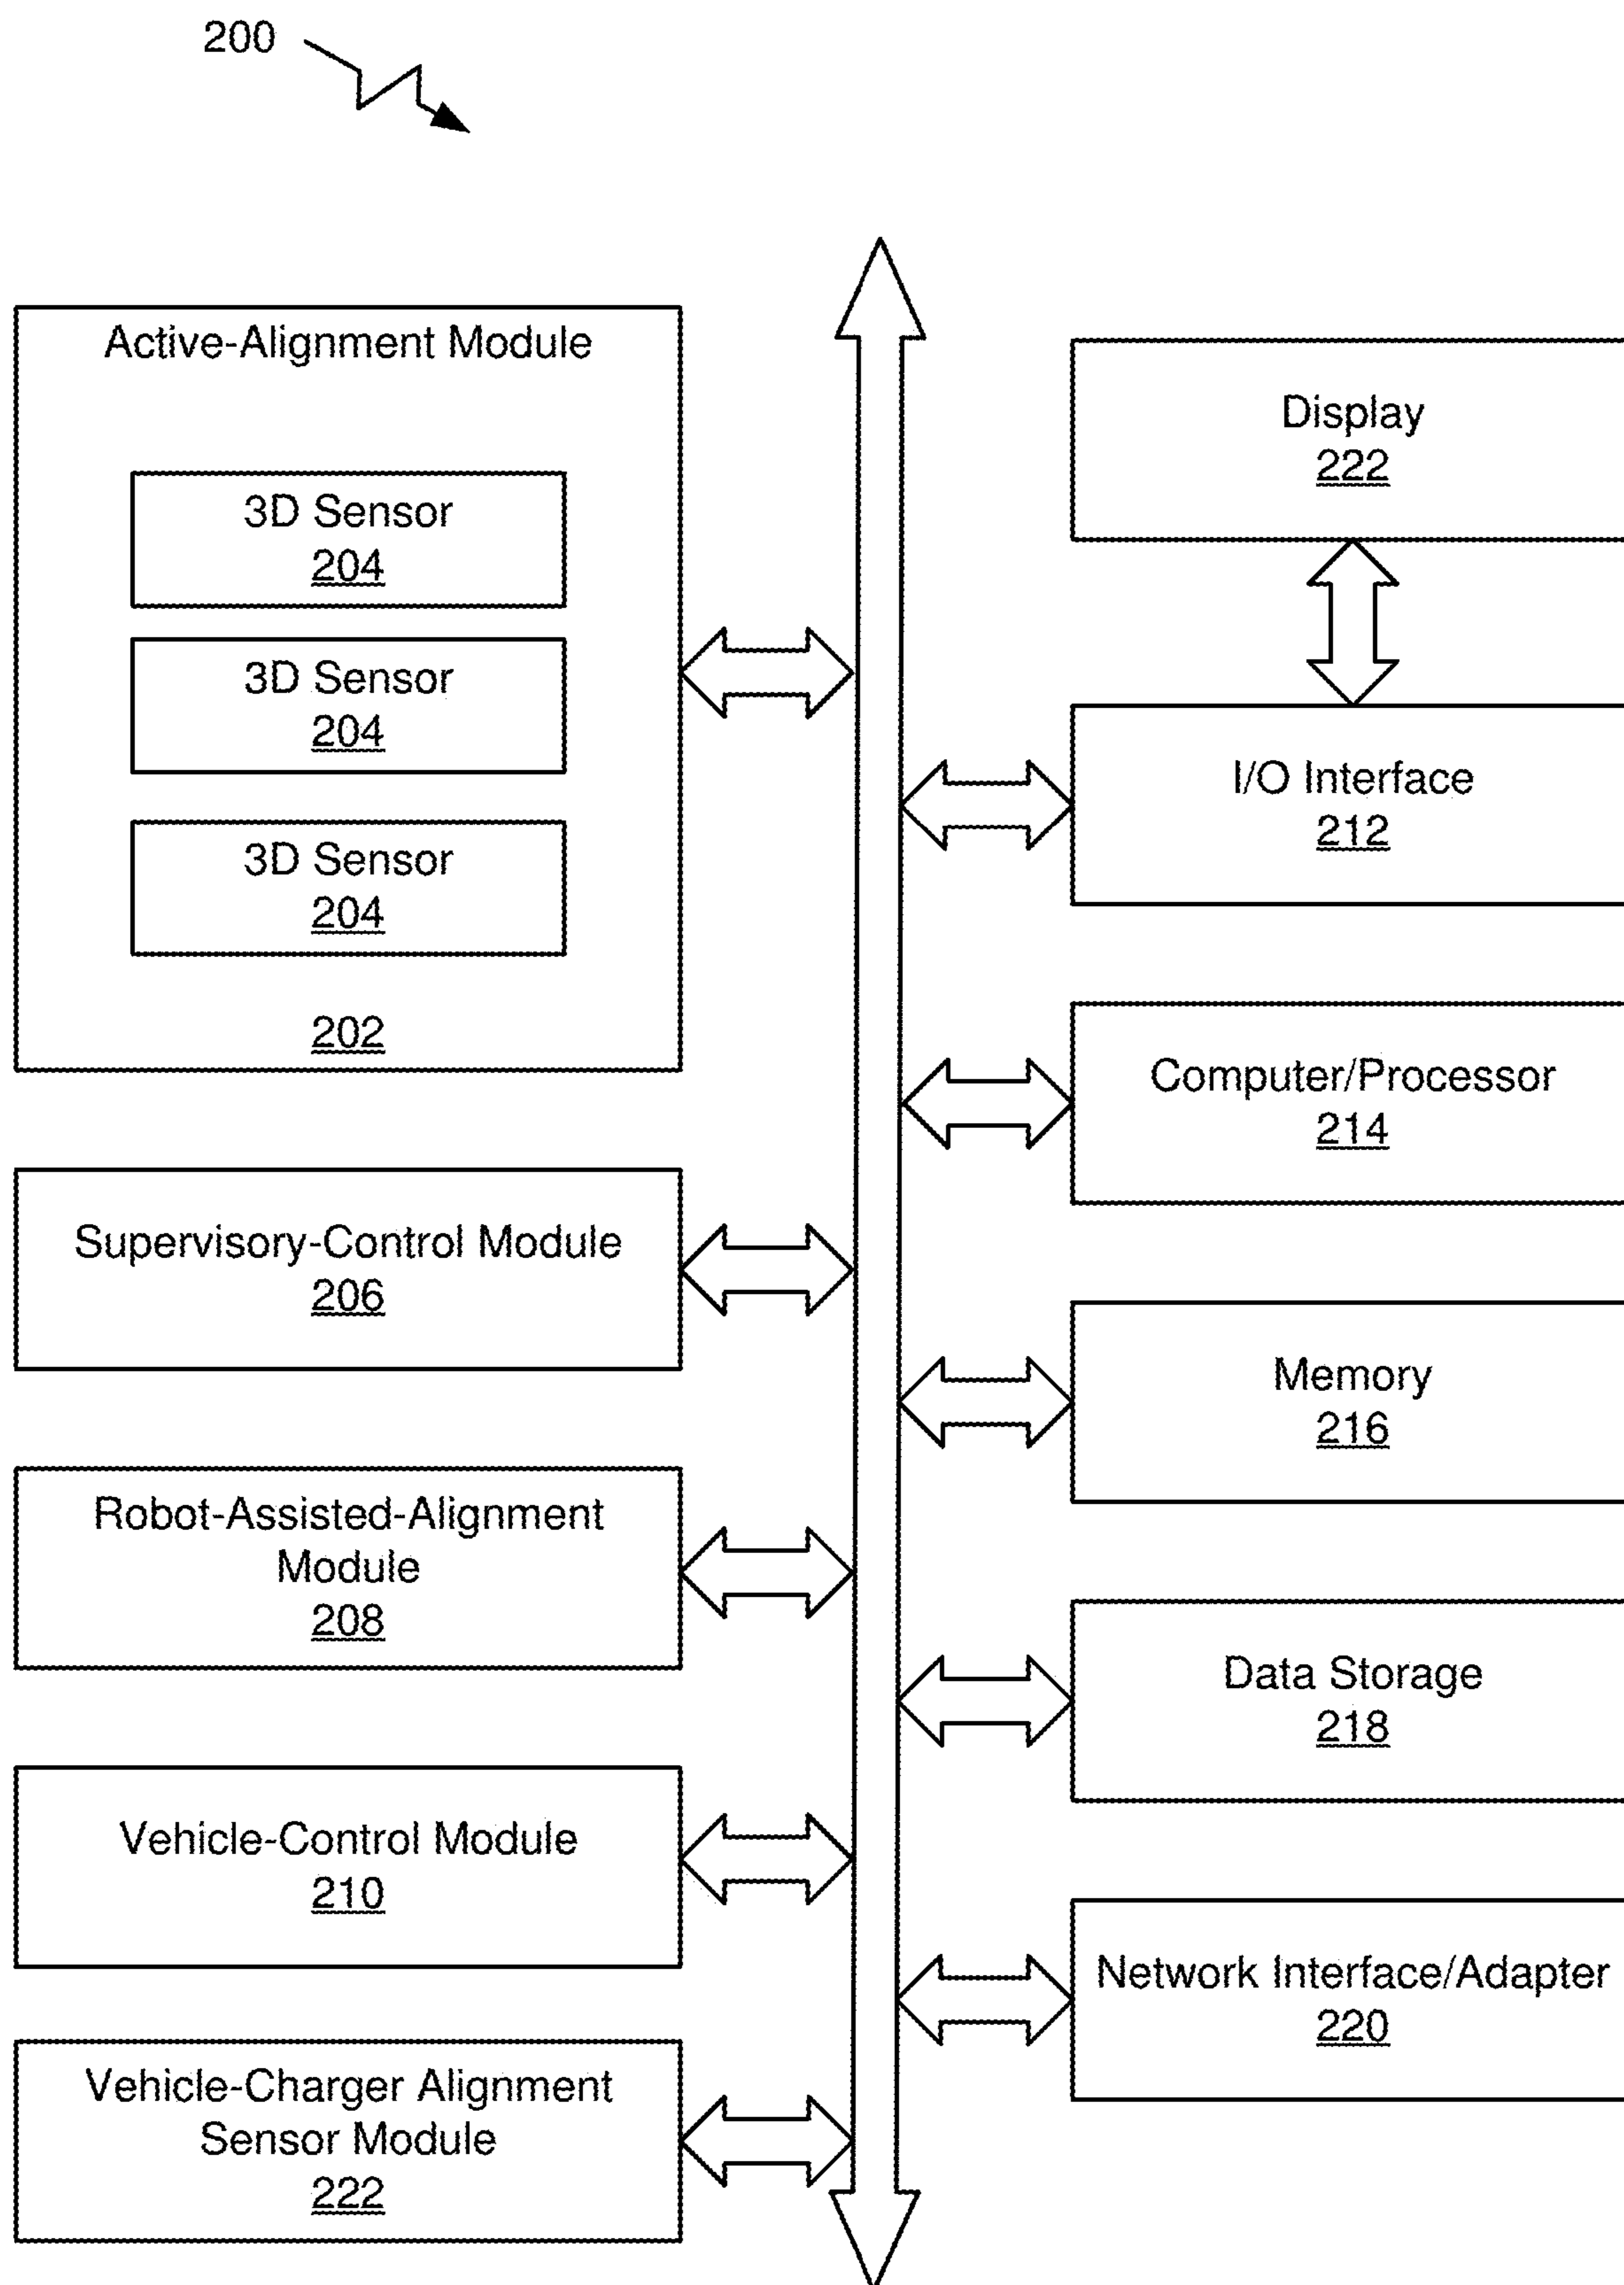 200
Active-Alignment Module
3D Sensor
204
3D Sensor
204
3D Sensor
204
202
Supervisory-Control Module
206
Robot-Assisted-Alignment
Module
208
Vehicle-Control Module
210
Vehicle-Charger Alignment
Sensor Module
222
Display
222
I/O Interface
212
Computer/Processor
214
Memory
216
Data Storage
218
Network Interface/Adapter
220